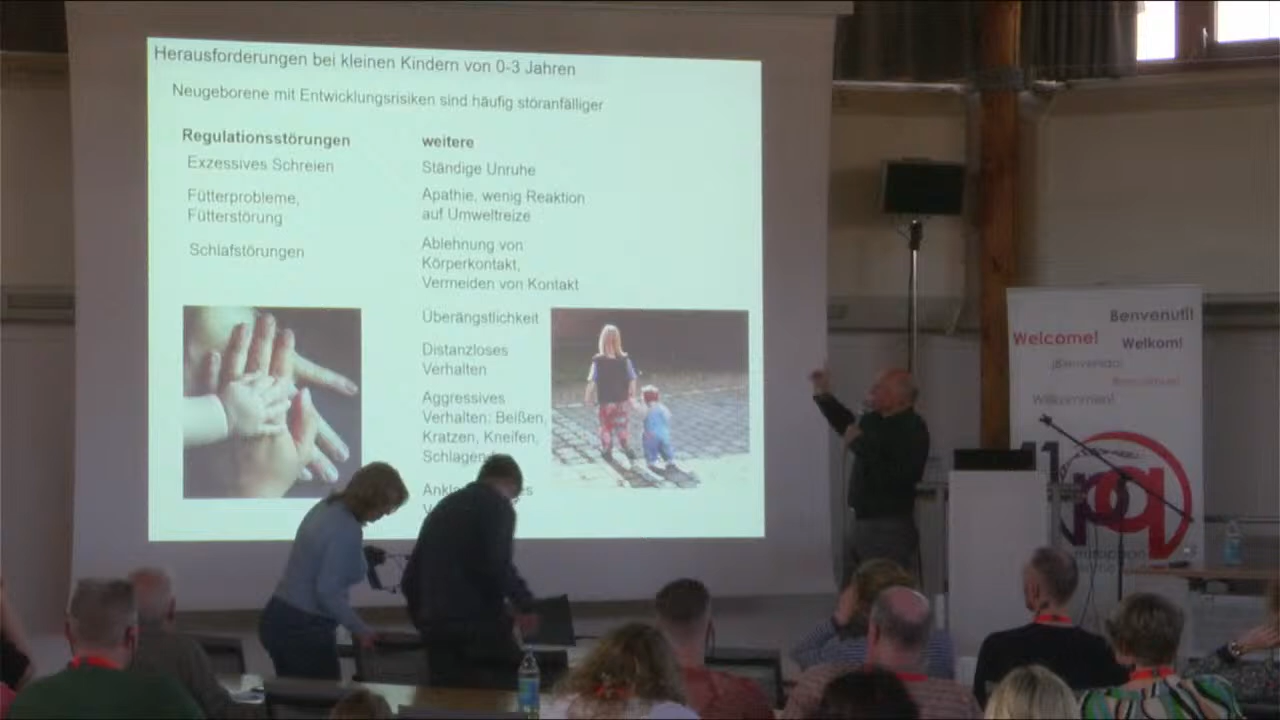 Herausforderungen bei kleinen Kindern von 0-3 Jahren
Neugeborene mit Entwicklungsrisiken sind häufig störanfälliger
Regulationsstörungen
Exzessives Schreien
Fütterprobleme,
Fütterstörung
Schlafstörungen
weitere
Ständige Unruhe
Apathie, wenig Reaktion
auf Umweltreize
Ablehnung von
Körperkontakt,
Vermeiden von Kontakt
Überängstlichkeit
Distanzloses
Verhalten
Aggressives
Verhalten: Beißen,
Kratzen, Kneifen,
Schlagen
Benvenuti!
Welcome!
Welkom!
¡Bienvenido!
Willkommen!
11
european